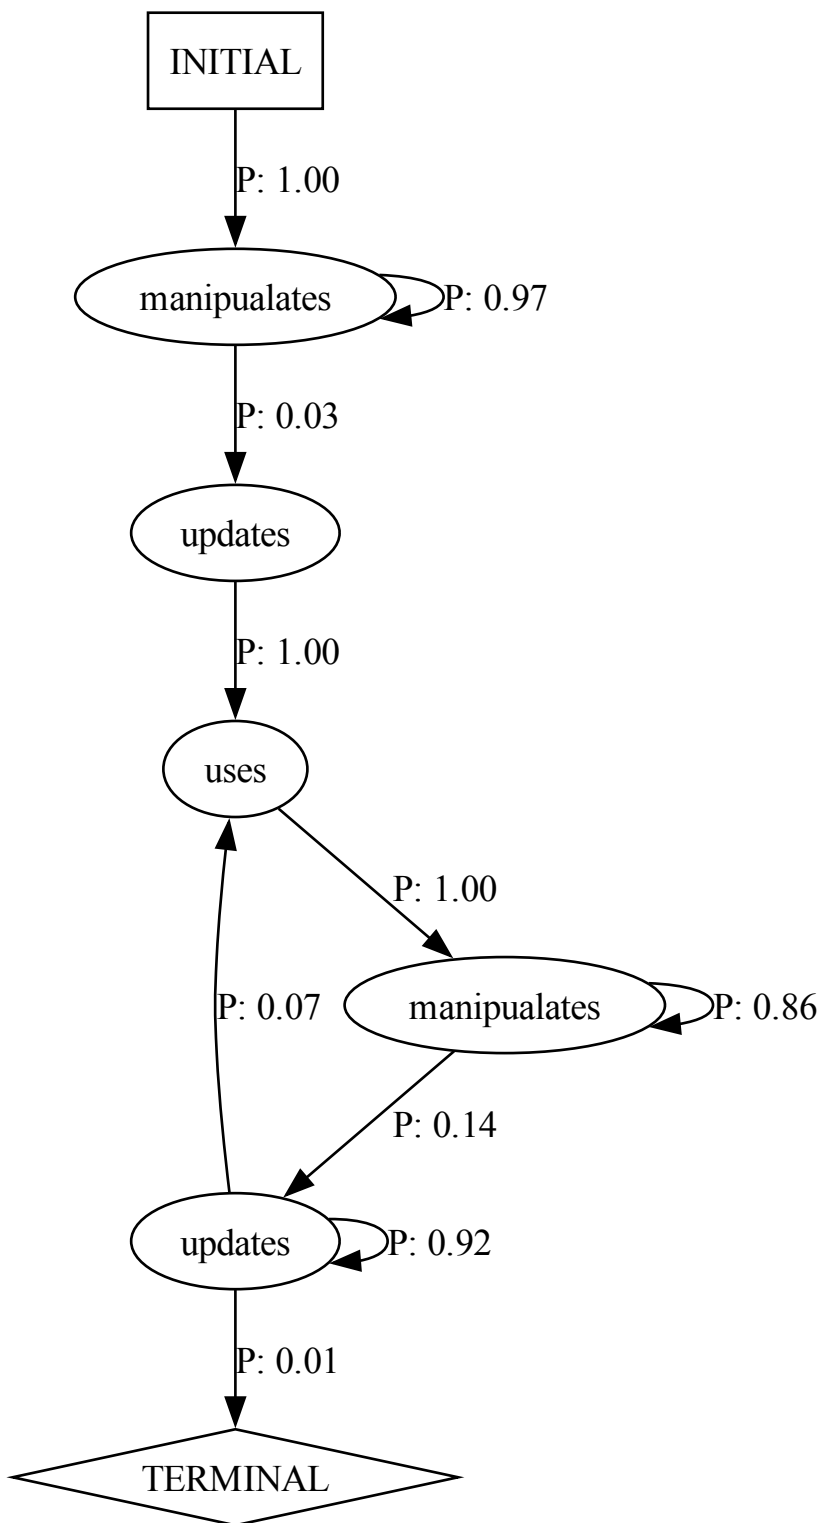 INITIAL
P: 1.00
manipualates
P: 0.97
P: 0.03
updates
P: 1.00
uses
P: 1.00
P: 0.07
manipualates
P: 0.86
P: 0.14
updates
P: 0.92
P: 0.01
TERMINAL